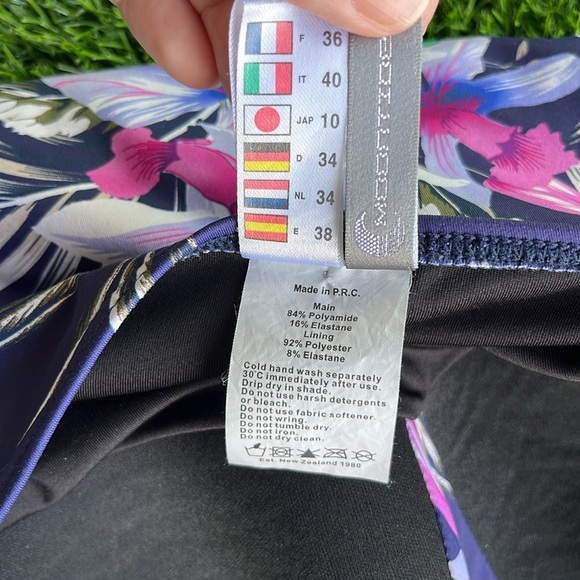 F 36
IT 40
JAP 10
D 34
NL 34
E 38
MOONTIDE
Made in P.R.C.
Main
84% Polyamide
16% Elastane
Lining
92% Polyester
8% Elastane
Cold hand wash separately
30°C immediately after use.
Drip dry in shade.
Do not use harsh detergents
or bleach.
Do not use fabric softener.
Do not wring.
Do not tumble dry.
Do not iron.
Do not dry clean.
Est. New Zealand 1980